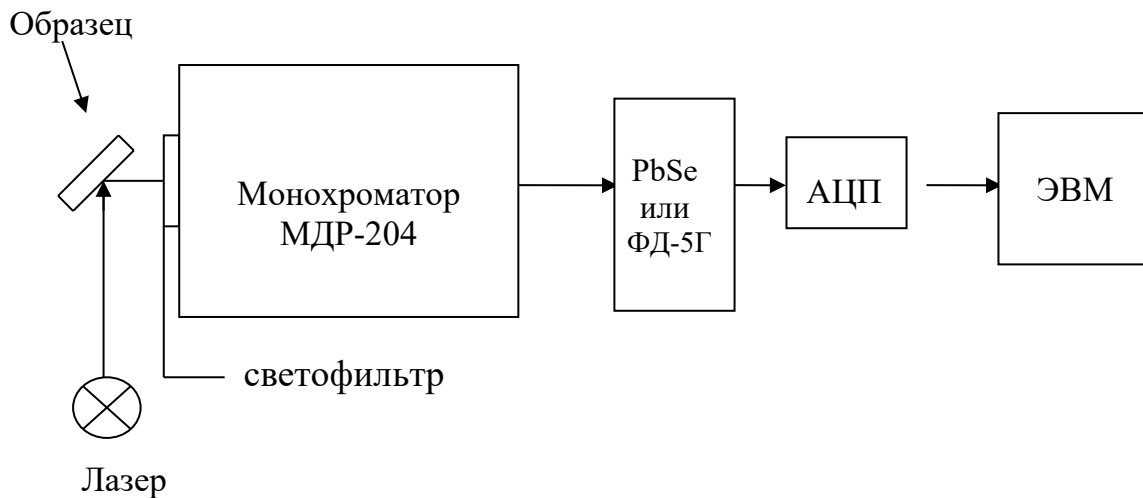 Образец
Монохроматор
МДР-204
PbSe
или
ФД-5Г
АЦП
ЭВМ
светофильтр
Лазер